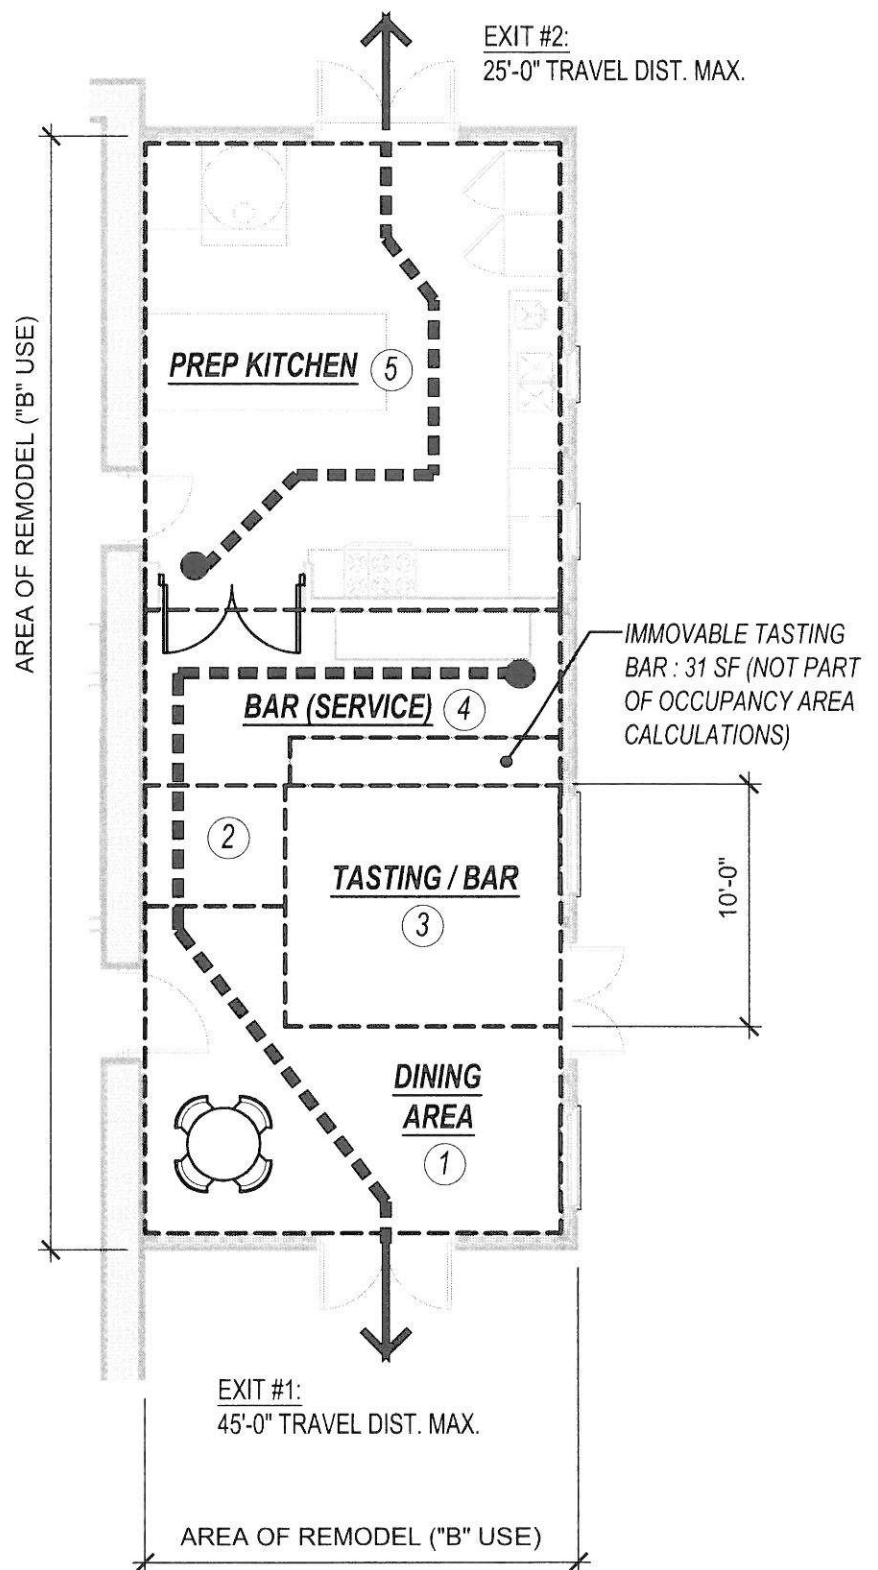 EXIT #2:
25'-0" TRAVEL DIST. MAX.
AREA OF REMODEL ("B" USE)
PREP KITCHEN 5
IMMOVABLE TASTING
BAR : 31 SF (NOT PART
OF OCCUPANCY AREA
CALCULATIONS)
BAR (SERVICE) 4
2
TASTING / BAR
3
10'-0"
DINING
AREA
1
EXIT #1:
45'-0" TRAVEL DIST. MAX.
AREA OF REMODEL ("B" USE)